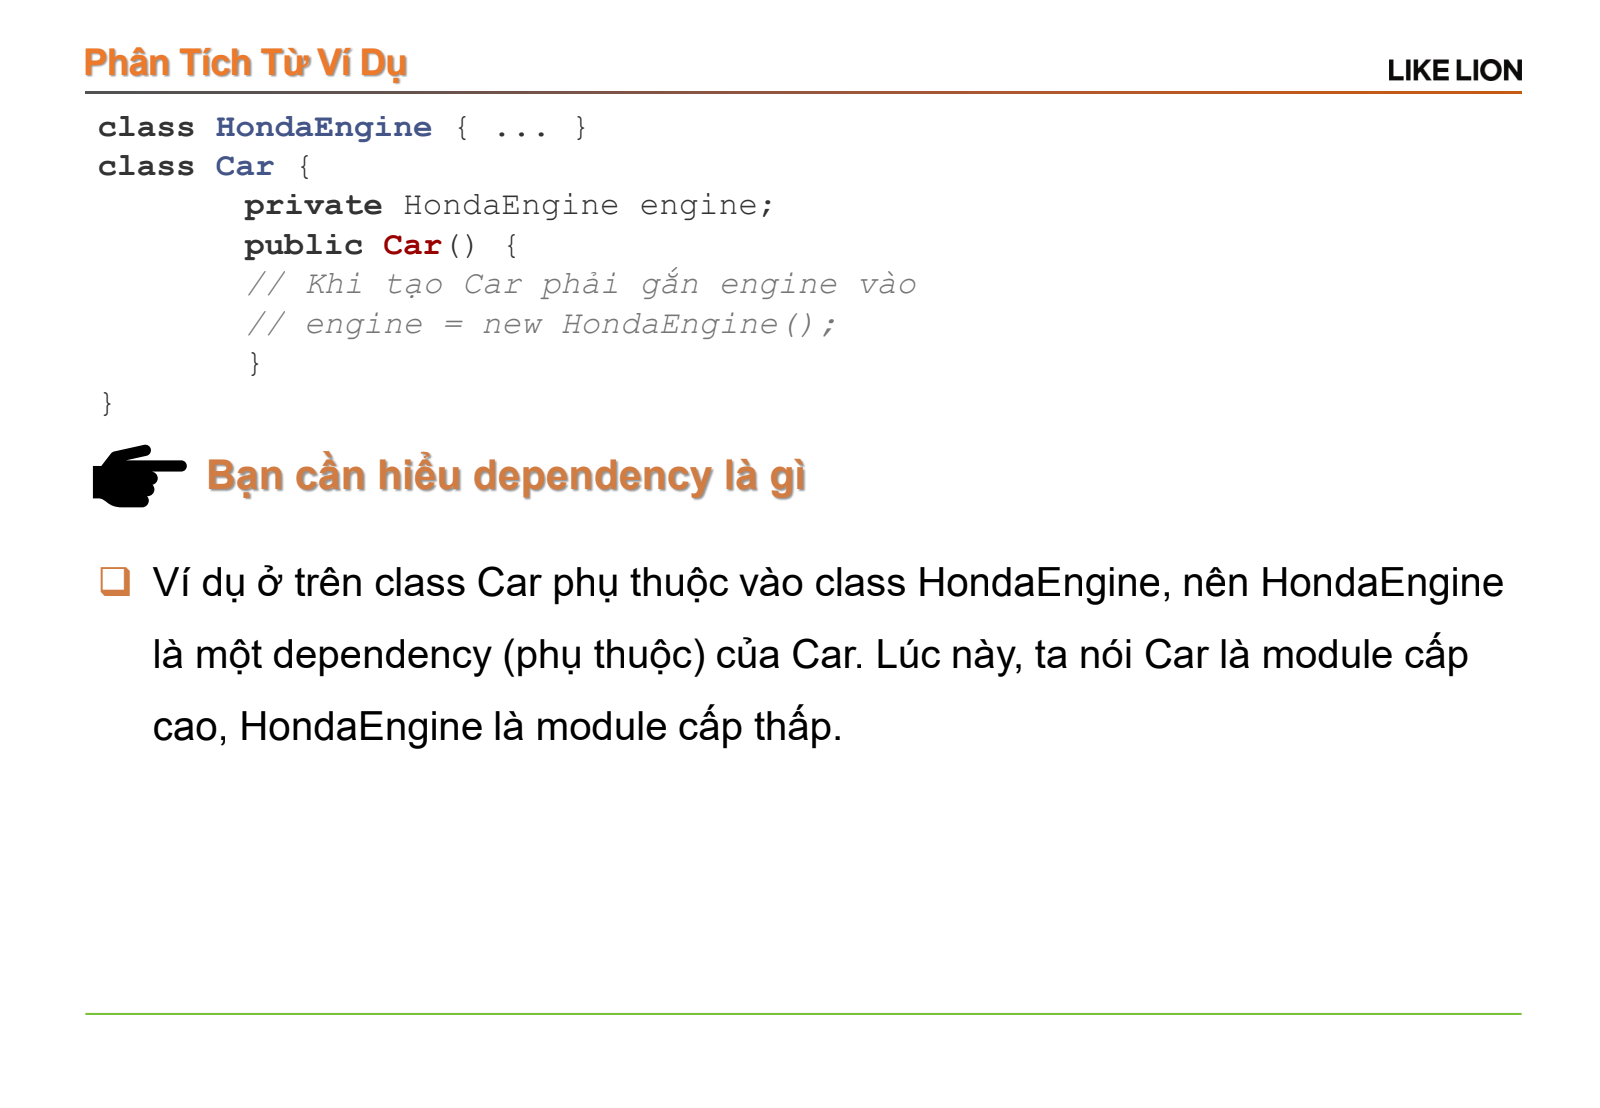 Phân Tích Từ Ví Dụ
LIKE LION
class HondaEngine { ... }
class Car {
private HondaEngine engine;
public Car() {
// Khi tạo Car phải gắn engine vào
// engine = new HondaEngine();
}
}
Bạn cần hiểu dependency là gì
Ví dụ ở trên class Car phụ thuộc vào class HondaEngine, nên HondaEngine
là một dependency (phụ thuộc) của Car. Lúc này, ta nói Car là module cấp
cao, HondaEngine là module cấp thấp.